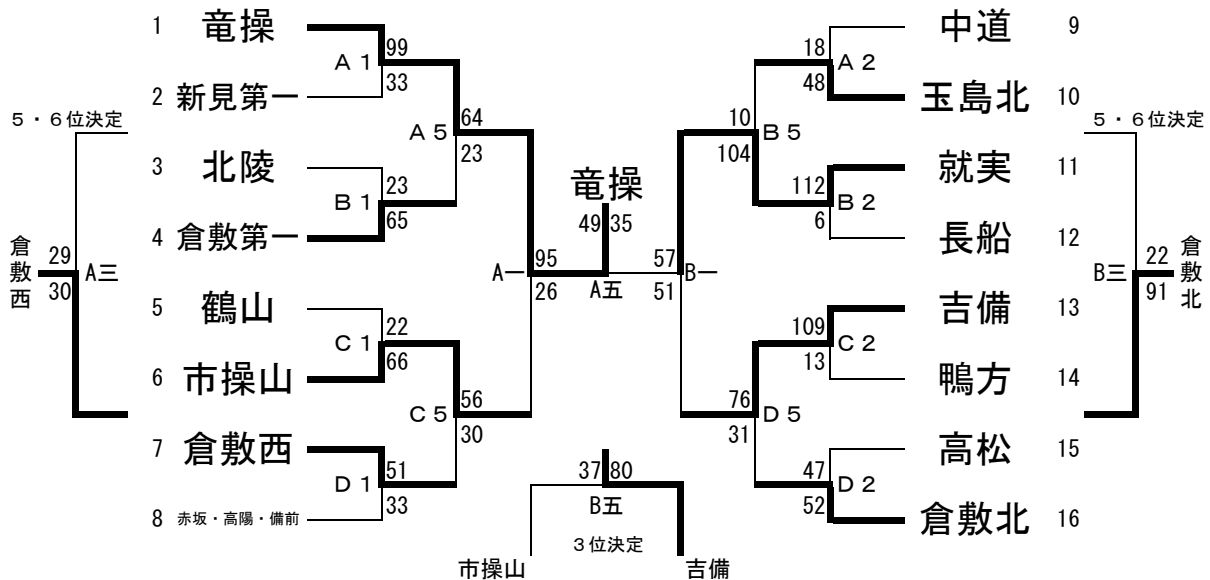 1 竜操
A1 99
33
2 新見第一
5・6位決定
A5 64
23
3 北陵
B1 23
65
4 倉敷第一
倉敷西
29
30
A三
5 鶴山
C1 22
66
6 市操山
C5 56
30
7 倉敷西
D1 51
33
8 赤坂・高陽・備前
A一 95
26
竜操
49 35
A五
57 B一
51
37 80
B五
3位決定
市操山 吉備
中道 9
18 A2
48
玉島北 10
5・6位決定
10 B5
104
就実 11
112 B2
6
長船 12
B三
22
91
倉敷北
吉備 13
109 C2
13
鴨方 14
76 D5
31
高松 15
47 D2
52
倉敷北 16